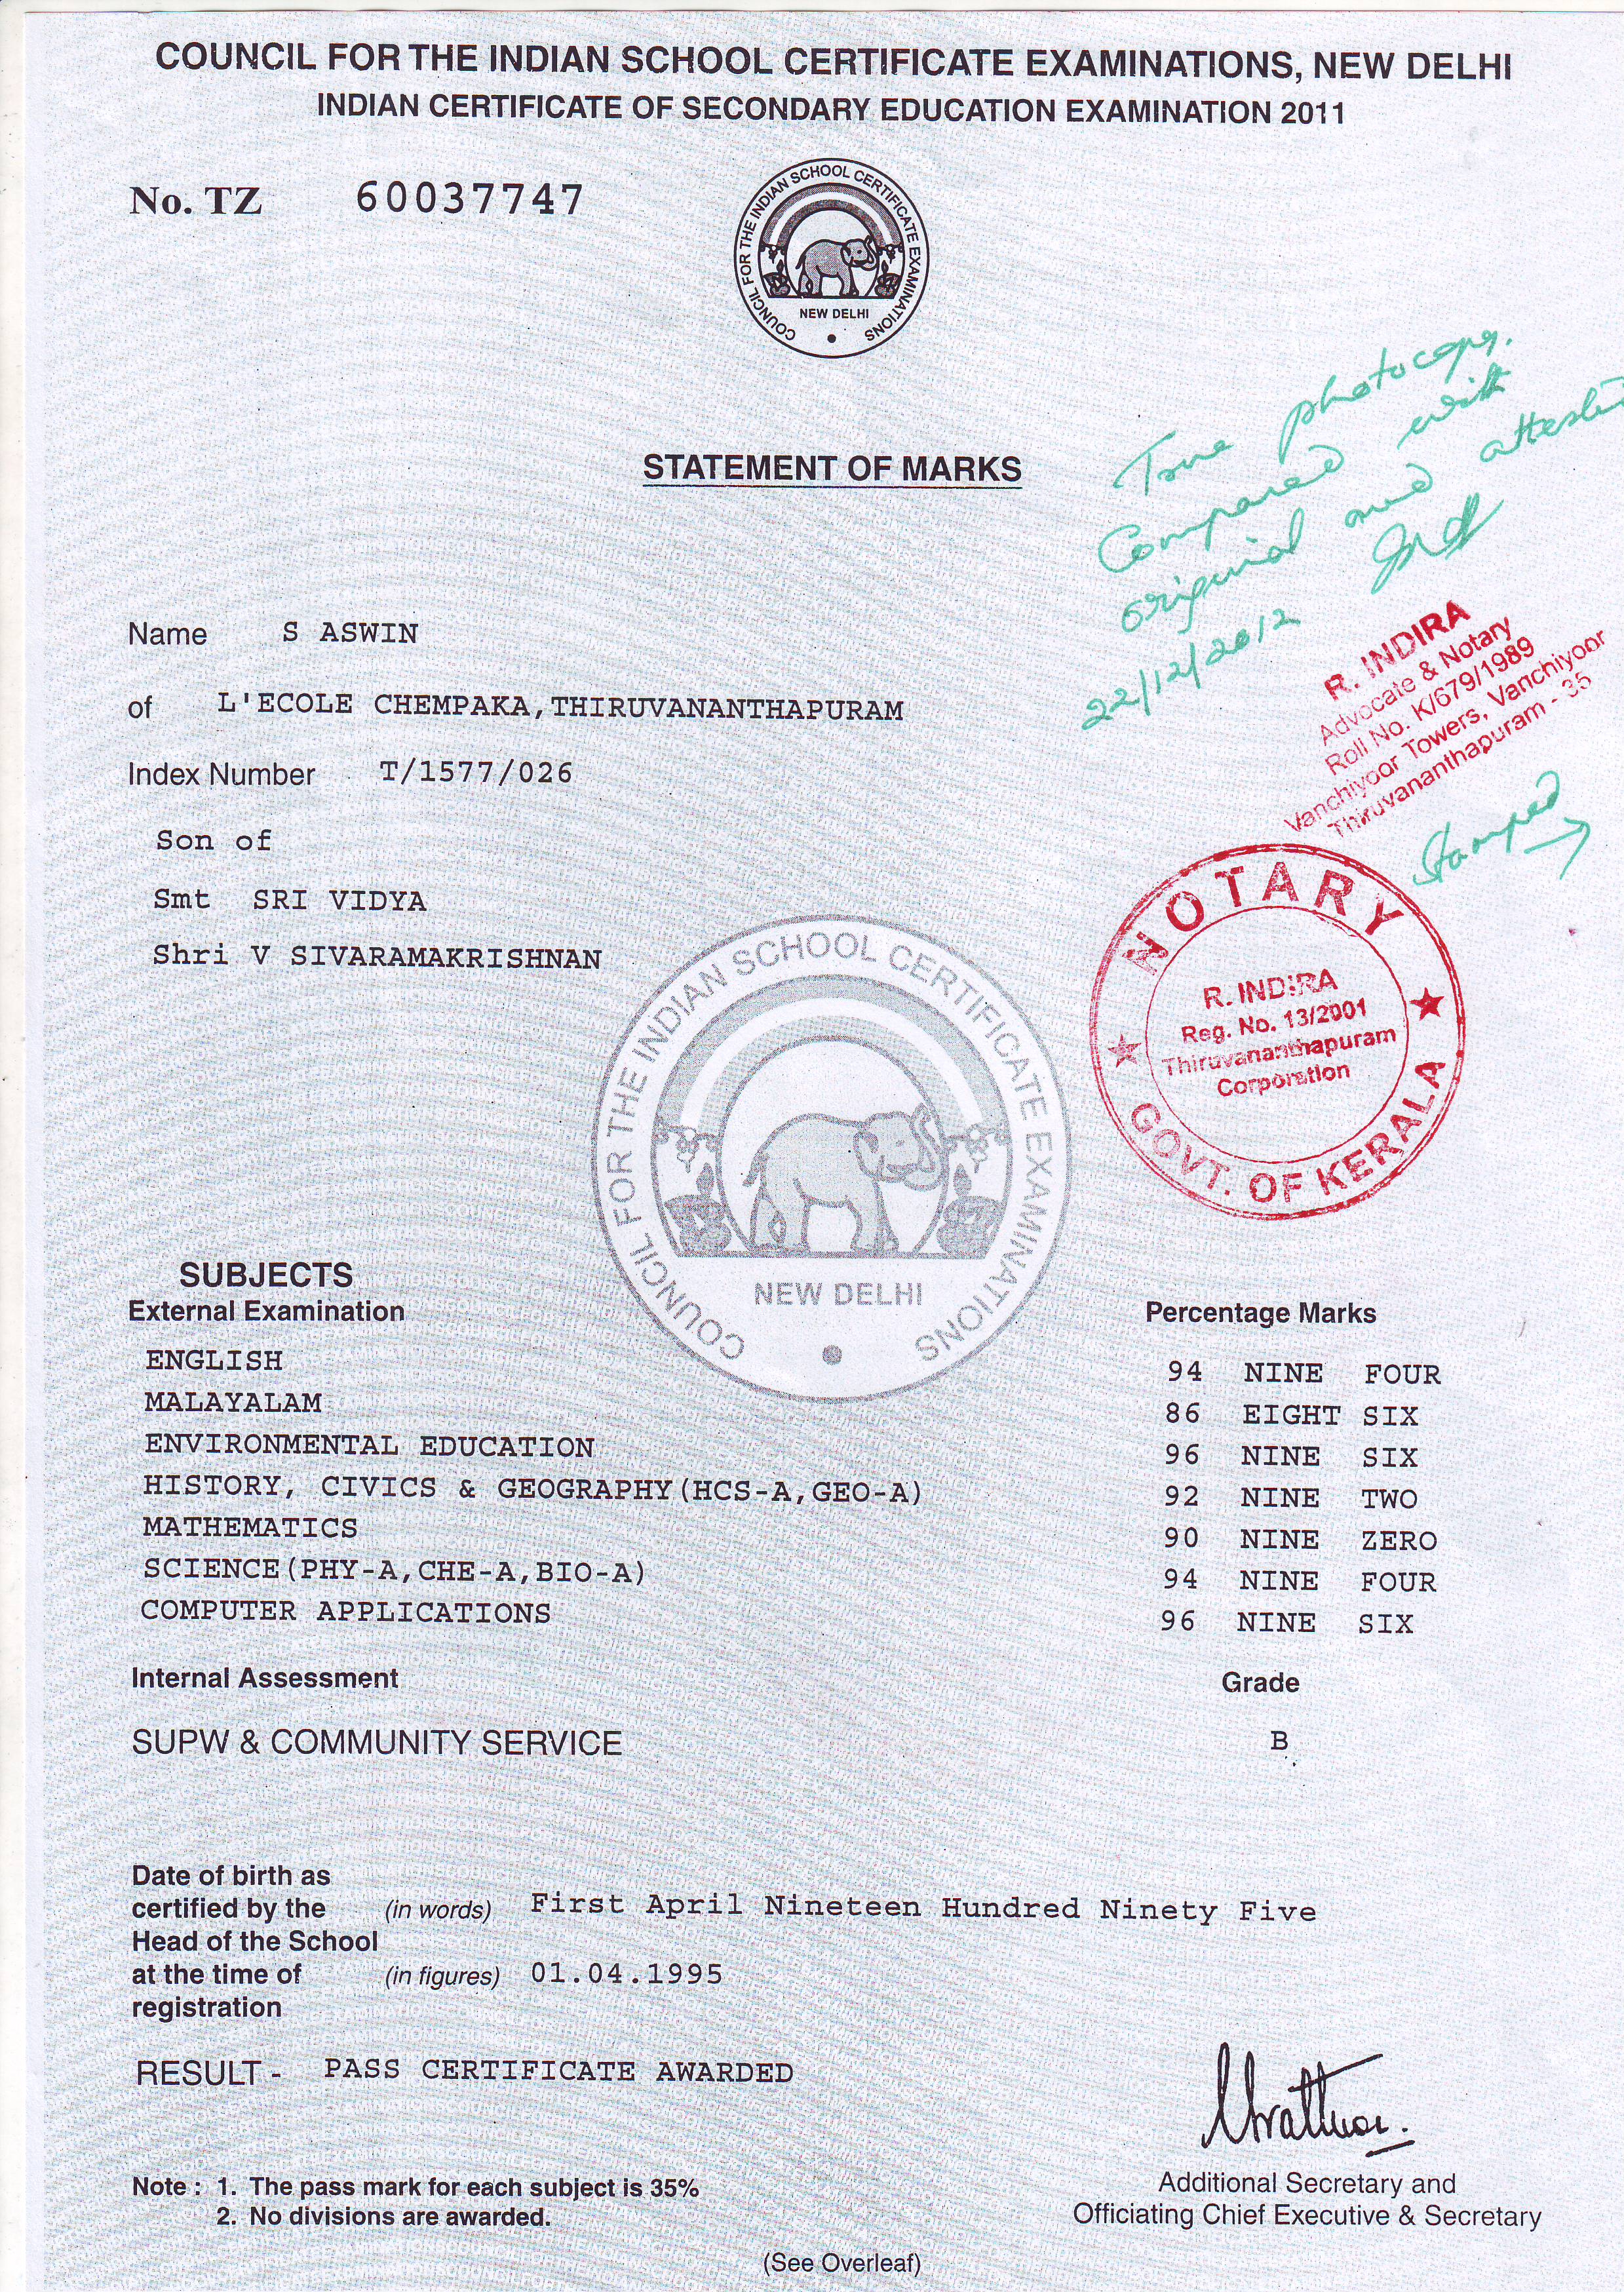 COUNCIL FOR THE INDIAN SCHOOL CERTIFICATE EXAMINATIONS, NEW DELHI
INDIAN CERTIFICATE OF SECONDARY EDUCATION EXAMINATION 2011
No. TZ 60037747
COUNCIL FOR THE INDIAN SCHOOL CERTIFICATE EXAMINATIONS
NEW DELHI
STATEMENT OF MARKS
True photocopy.
Compared with
original and attested
22/12/2012
R. INDIRA
Advocate & Notary
Roll No. K/679/1989
Vanchiyoor Towers, Vanchiyoor
Thiruvananthapuram - 35
Stamped
Name S ASWIN
of L'ECOLE CHEMPAKA,THIRUVANANTHAPURAM
Index Number T/1577/026
Son of
Smt SRI VIDYA
Shri V SIVARAMAKRISHNAN
NOTARY
R. INDIRA
Reg. No. 13/2001
Thiruvananthapuram
Corporation
GOVT. OF KERALA
COUNCIL FOR THE INDIAN SCHOOL CERTIFICATE EXAMINATIONS
NEW DELHI
SUBJECTS
External Examination Percentage Marks
ENGLISH 94 NINE FOUR
MALAYALAM 86 EIGHT SIX
ENVIRONMENTAL EDUCATION 96 NINE SIX
HISTORY, CIVICS & GEOGRAPHY(HCS-A,GEO-A) 92 NINE TWO
MATHEMATICS 90 NINE ZERO
SCIENCE(PHY-A,CHE-A,BIO-A) 94 NINE FOUR
COMPUTER APPLICATIONS 96 NINE SIX
Internal Assessment Grade
SUPW & COMMUNITY SERVICE B
Date of birth as
certified by the (in words) First April Nineteen Hundred Ninety Five
Head of the School
at the time of (in figures) 01.04.1995
registration
RESULT - PASS CERTIFICATE AWARDED
Note : 1. The pass mark for each subject is 35%
2. No divisions are awarded.
Additional Secretary and
Officiating Chief Executive & Secretary
(See Overleaf)